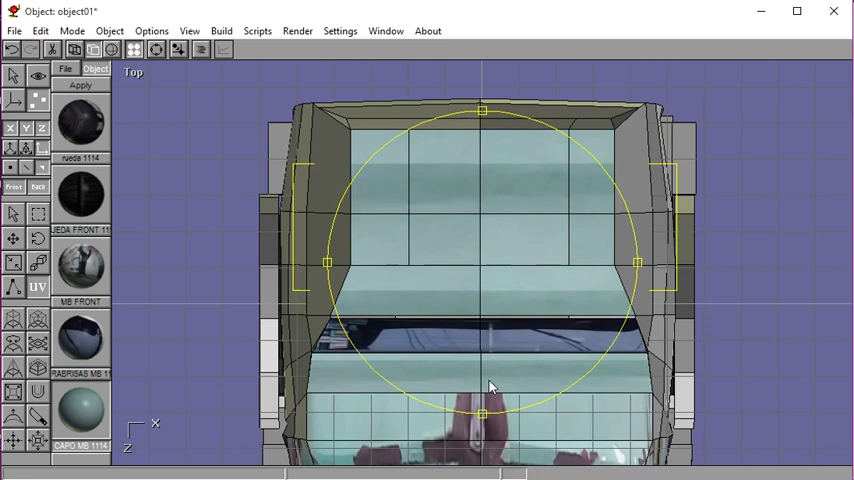 Object: object01*
File Edit Mode Object Options View Build Scripts Render Settings Window About
File Object
Apply
Top
rueda 1114
X Y Z
Front Back
UEDA FRONT 11
UV
MB FRONT
RABRISAS MB 11
CAPO MB 1114
X
Z